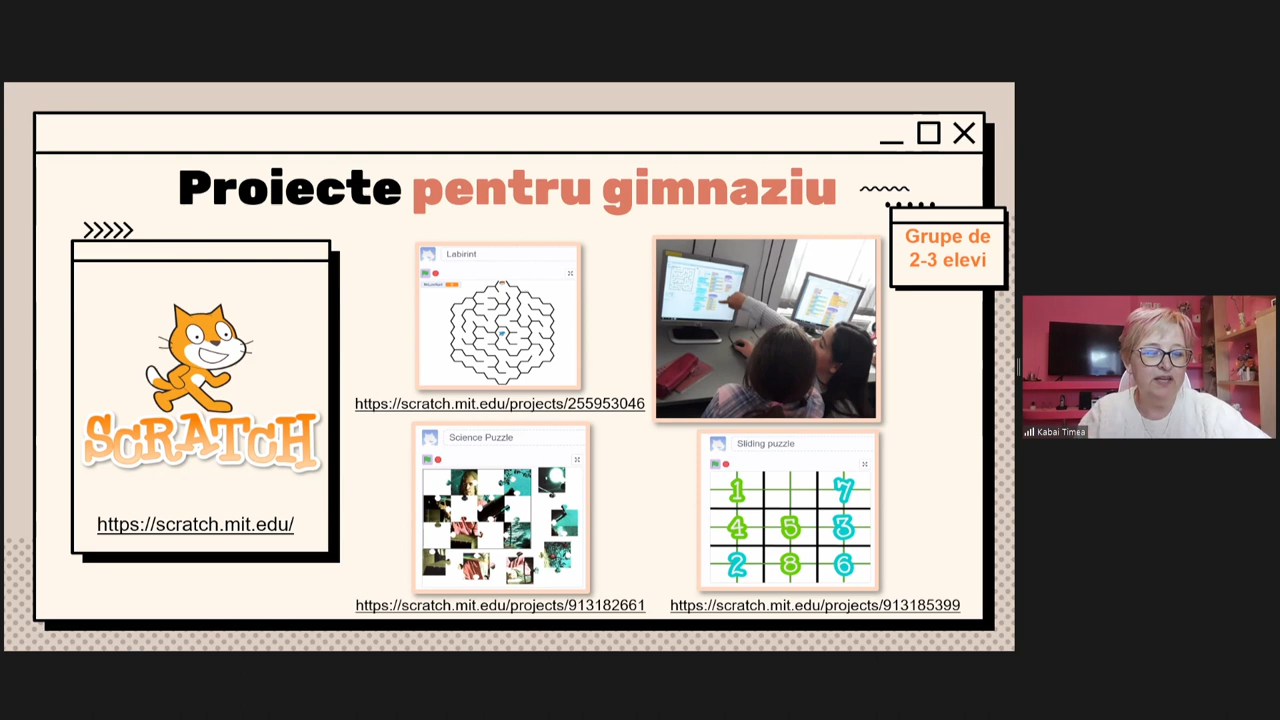 Proiecte pentru gimnaziu
Grupe de
2-3 elevi
SCRATCH
https://scratch.mit.edu/
Labirint
https://scratch.mit.edu/projects/255953046
Science Puzzle
https://scratch.mit.edu/projects/913182661
Sliding puzzle
1 7
4 5 3
2 8 6
https://scratch.mit.edu/projects/913185399
Kabai Timea